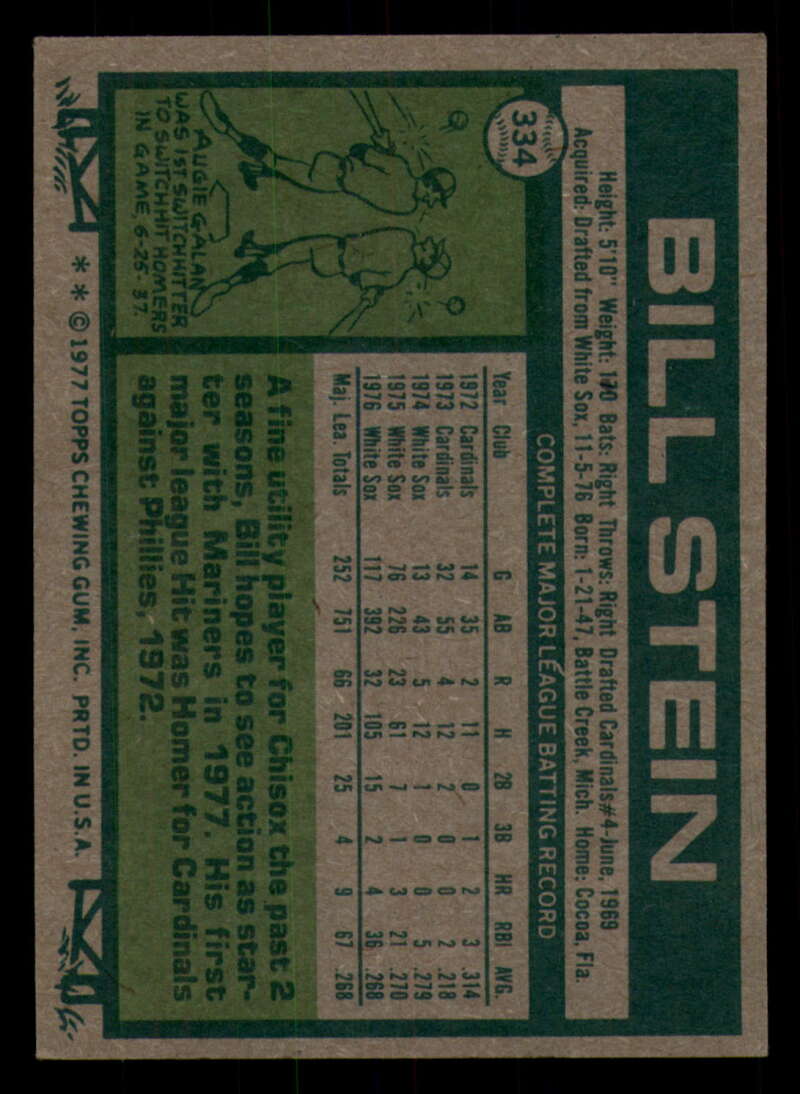 334
BILL STEIN
Height: 5'10" Weight: 170 Bats: Right Throws: Right Drafted Cardinals #4-June, 1969
Acquired: Drafted from White Sox, 11-5-76 Born: 1-21-47, Battle Creek, Mich. Home: Cocoa, Fla.
COMPLETE MAJOR LEAGUE BATTING RECORD
Year Club G AB R H 2B 3B HR RBI AVG.
1972 Cardinals 14 35 2 11 0 1 2 3 .314
1973 Cardinals 32 55 4 12 2 0 0 2 .218
1974 White Sox 13 43 5 12 1 0 0 5 .279
1975 White Sox 76 226 23 61 7 1 3 21 .270
1976 White Sox 117 392 32 105 15 2 4 36 .268
Maj. Lea. Totals 252 751 66 201 25 4 9 67 .268
A fine utility player for Chisox the past 2
seasons, Bill hopes to see action as star-
ter with Mariners in 1977. His first
major league Hit was Homer for Cardinals
against Phillies, 1972.
AUGIE GALAN
WAS 1ST SWITCHHITTER
TO SWITCHHIT HOMERS
IN GAME, 6-25-'37.
* * © 1977 TOPPS CHEWING GUM, INC. PRTD. IN U.S.A.